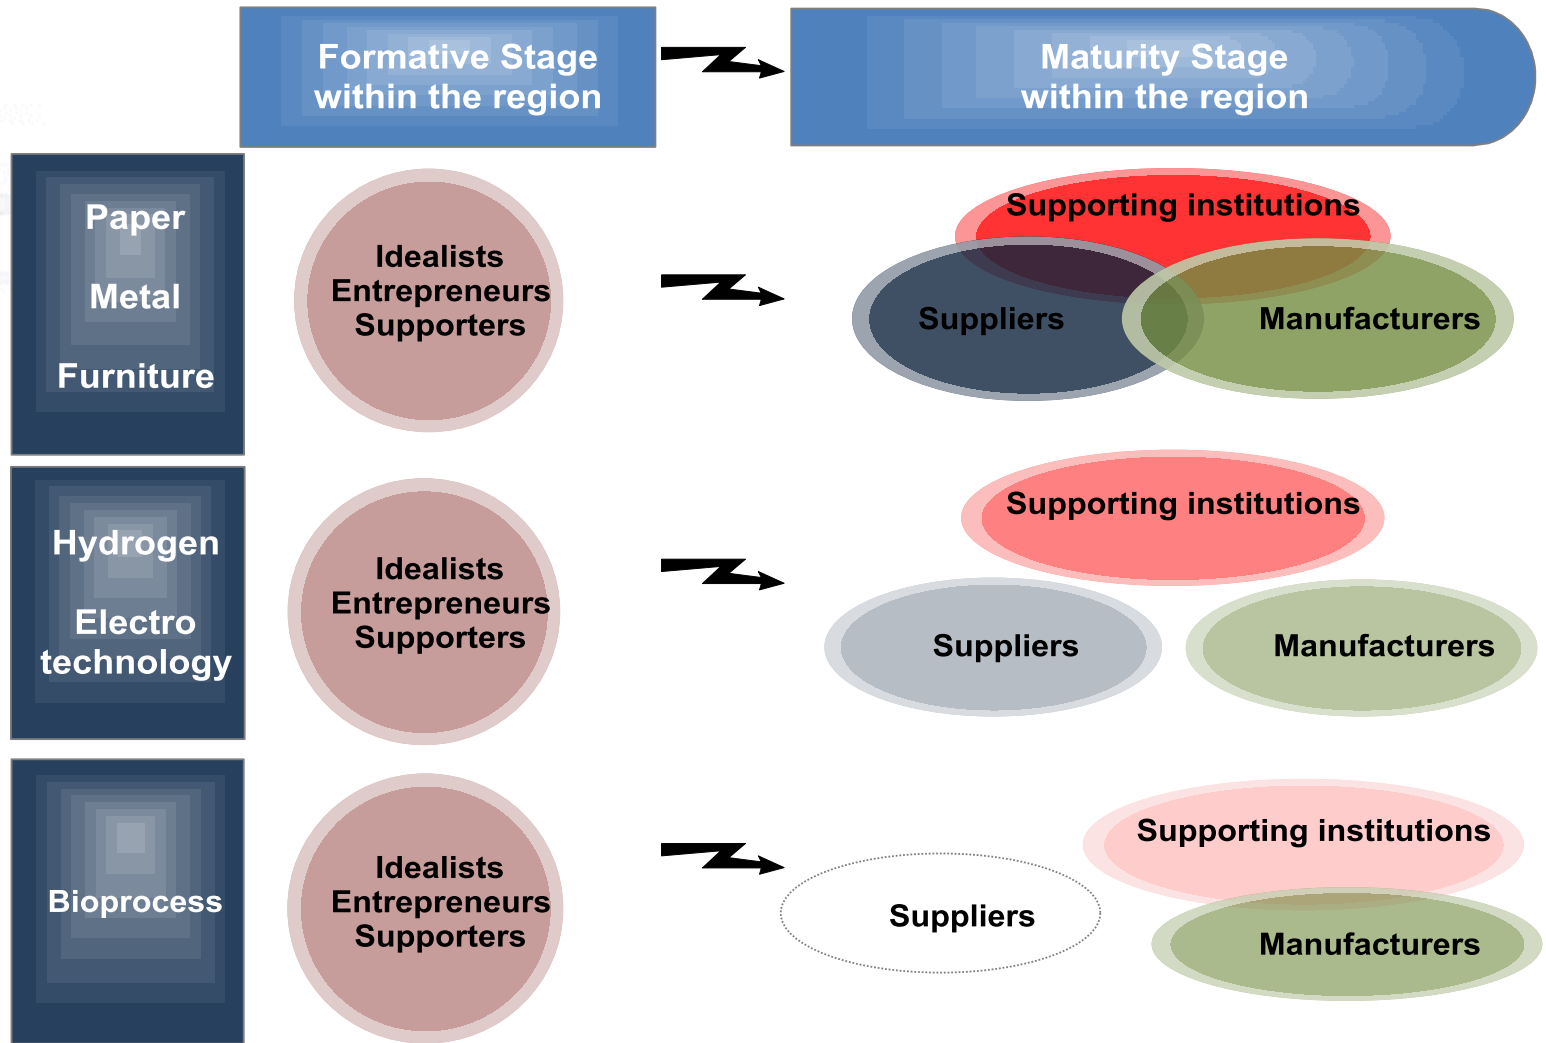 Formative Stage
within the region
Maturity Stage
within the region
Paper
Metal
Furniture
Idealists
Entrepreneurs
Supporters
Supporting institutions
Suppliers
Manufacturers
Hydrogen
Electro
technology
Idealists
Entrepreneurs
Supporters
Supporting institutions
Suppliers
Manufacturers
Bioprocess
Idealists
Entrepreneurs
Supporters
Supporting institutions
Suppliers
Manufacturers